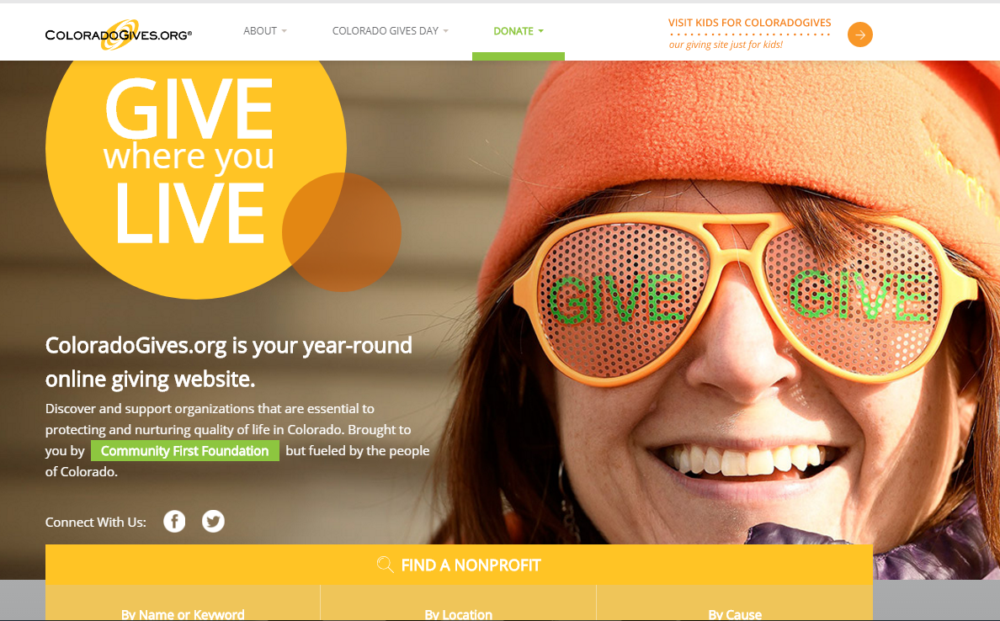 COLORADOGIVES.ORG®
ABOUT
COLORADO GIVES DAY
DONATE
VISIT KIDS FOR COLORADOGIVES
our giving site just for kids!
GIVE
where you
LIVE
GIVE GIVE
ColoradoGives.org is your year-round
online giving website.
Discover and support organizations that are essential to
protecting and nurturing quality of life in Colorado. Brought to
you by Community First Foundation but fueled by the people
of Colorado.
Connect With Us:
FIND A NONPROFIT
By Name or Keyword
By Location
By Cause